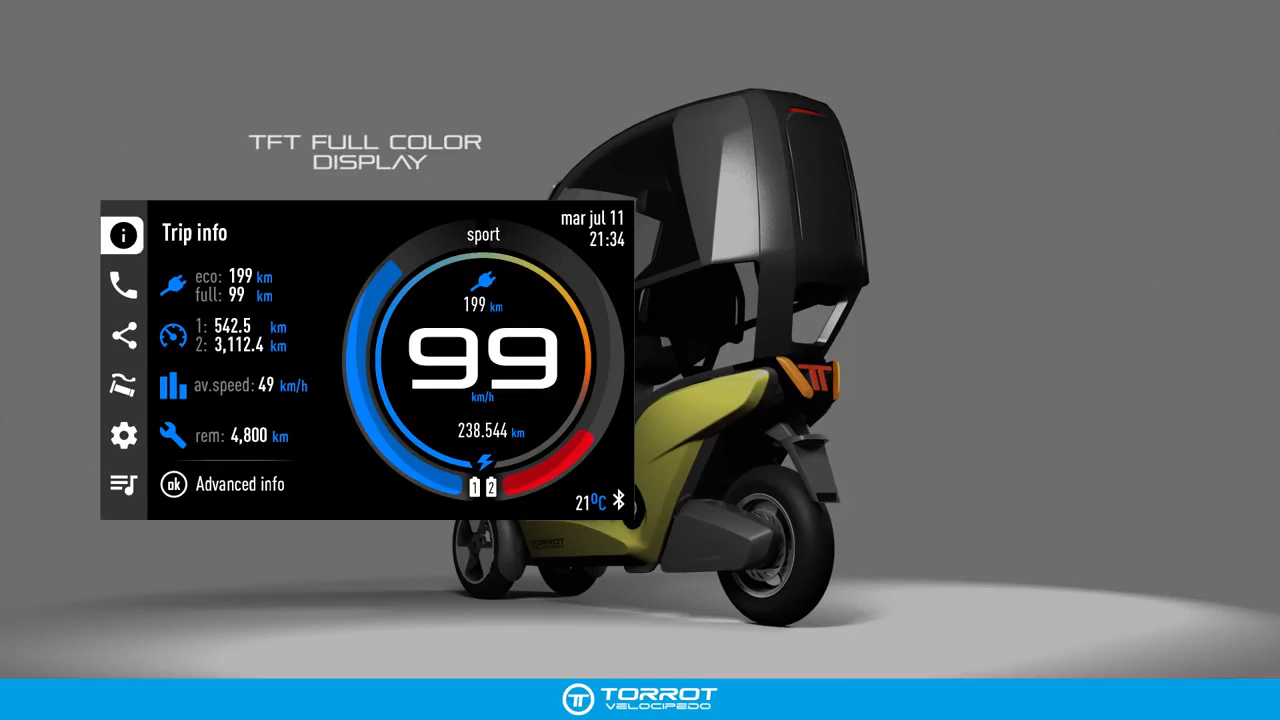 TFT FULL COLOR
DISPLAY
Trip info
eco: 199 km
full: 99 km
1: 542.5 km
2: 3,112.4 km
av.speed: 49 km/h
rem: 4,800 km
ok Advanced info
sport
mar jul 11
21:34
199 km
99
km/h
238.544 km
1 2
21°C
TORROT
VELOCIPEDO
TORROT
VELOCIPEDO